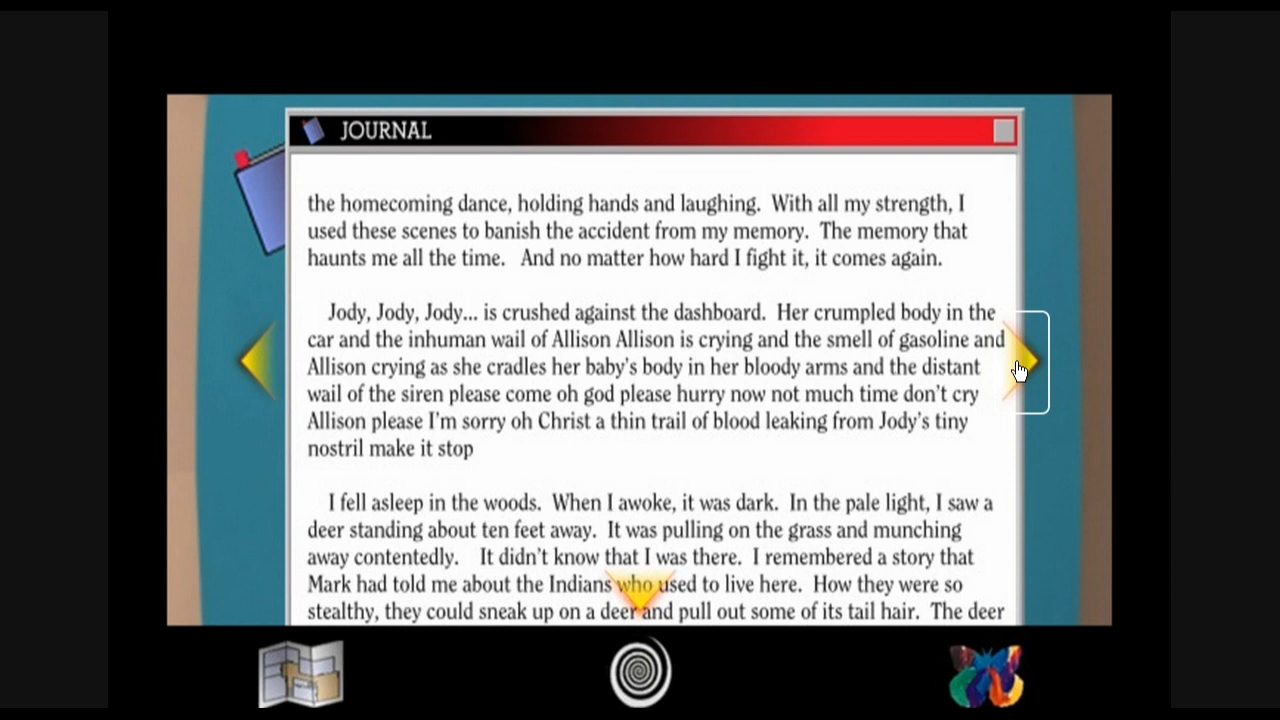 JOURNAL
the homecoming dance, holding hands and laughing.  With all my strength, I
used these scenes to banish the accident from my memory.  The memory that
haunts me all the time.   And no matter how hard I fight it, it comes again.
Jody, Jody, Jody... is crushed against the dashboard.  Her crumpled body in the
car and the inhuman wail of Allison Allison is crying and the smell of gasoline and
Allison crying as she cradles her baby's body in her bloody arms and the distant
wail of the siren please come oh god please hurry now not much time don't cry
Allison please I'm sorry oh Christ a thin trail of blood leaking from Jody's tiny
nostril make it stop
I fell asleep in the woods.  When I awoke, it was dark.  In the pale light, I saw a
deer standing about ten feet away.  It was pulling on the grass and munching
away contentedly.    It didn't know that I was there.  I remembered a story that
Mark had told me about the Indians who used to live here.  How they were so
stealthy, they could sneak up on a deer and pull out some of its tail hair.  The deer